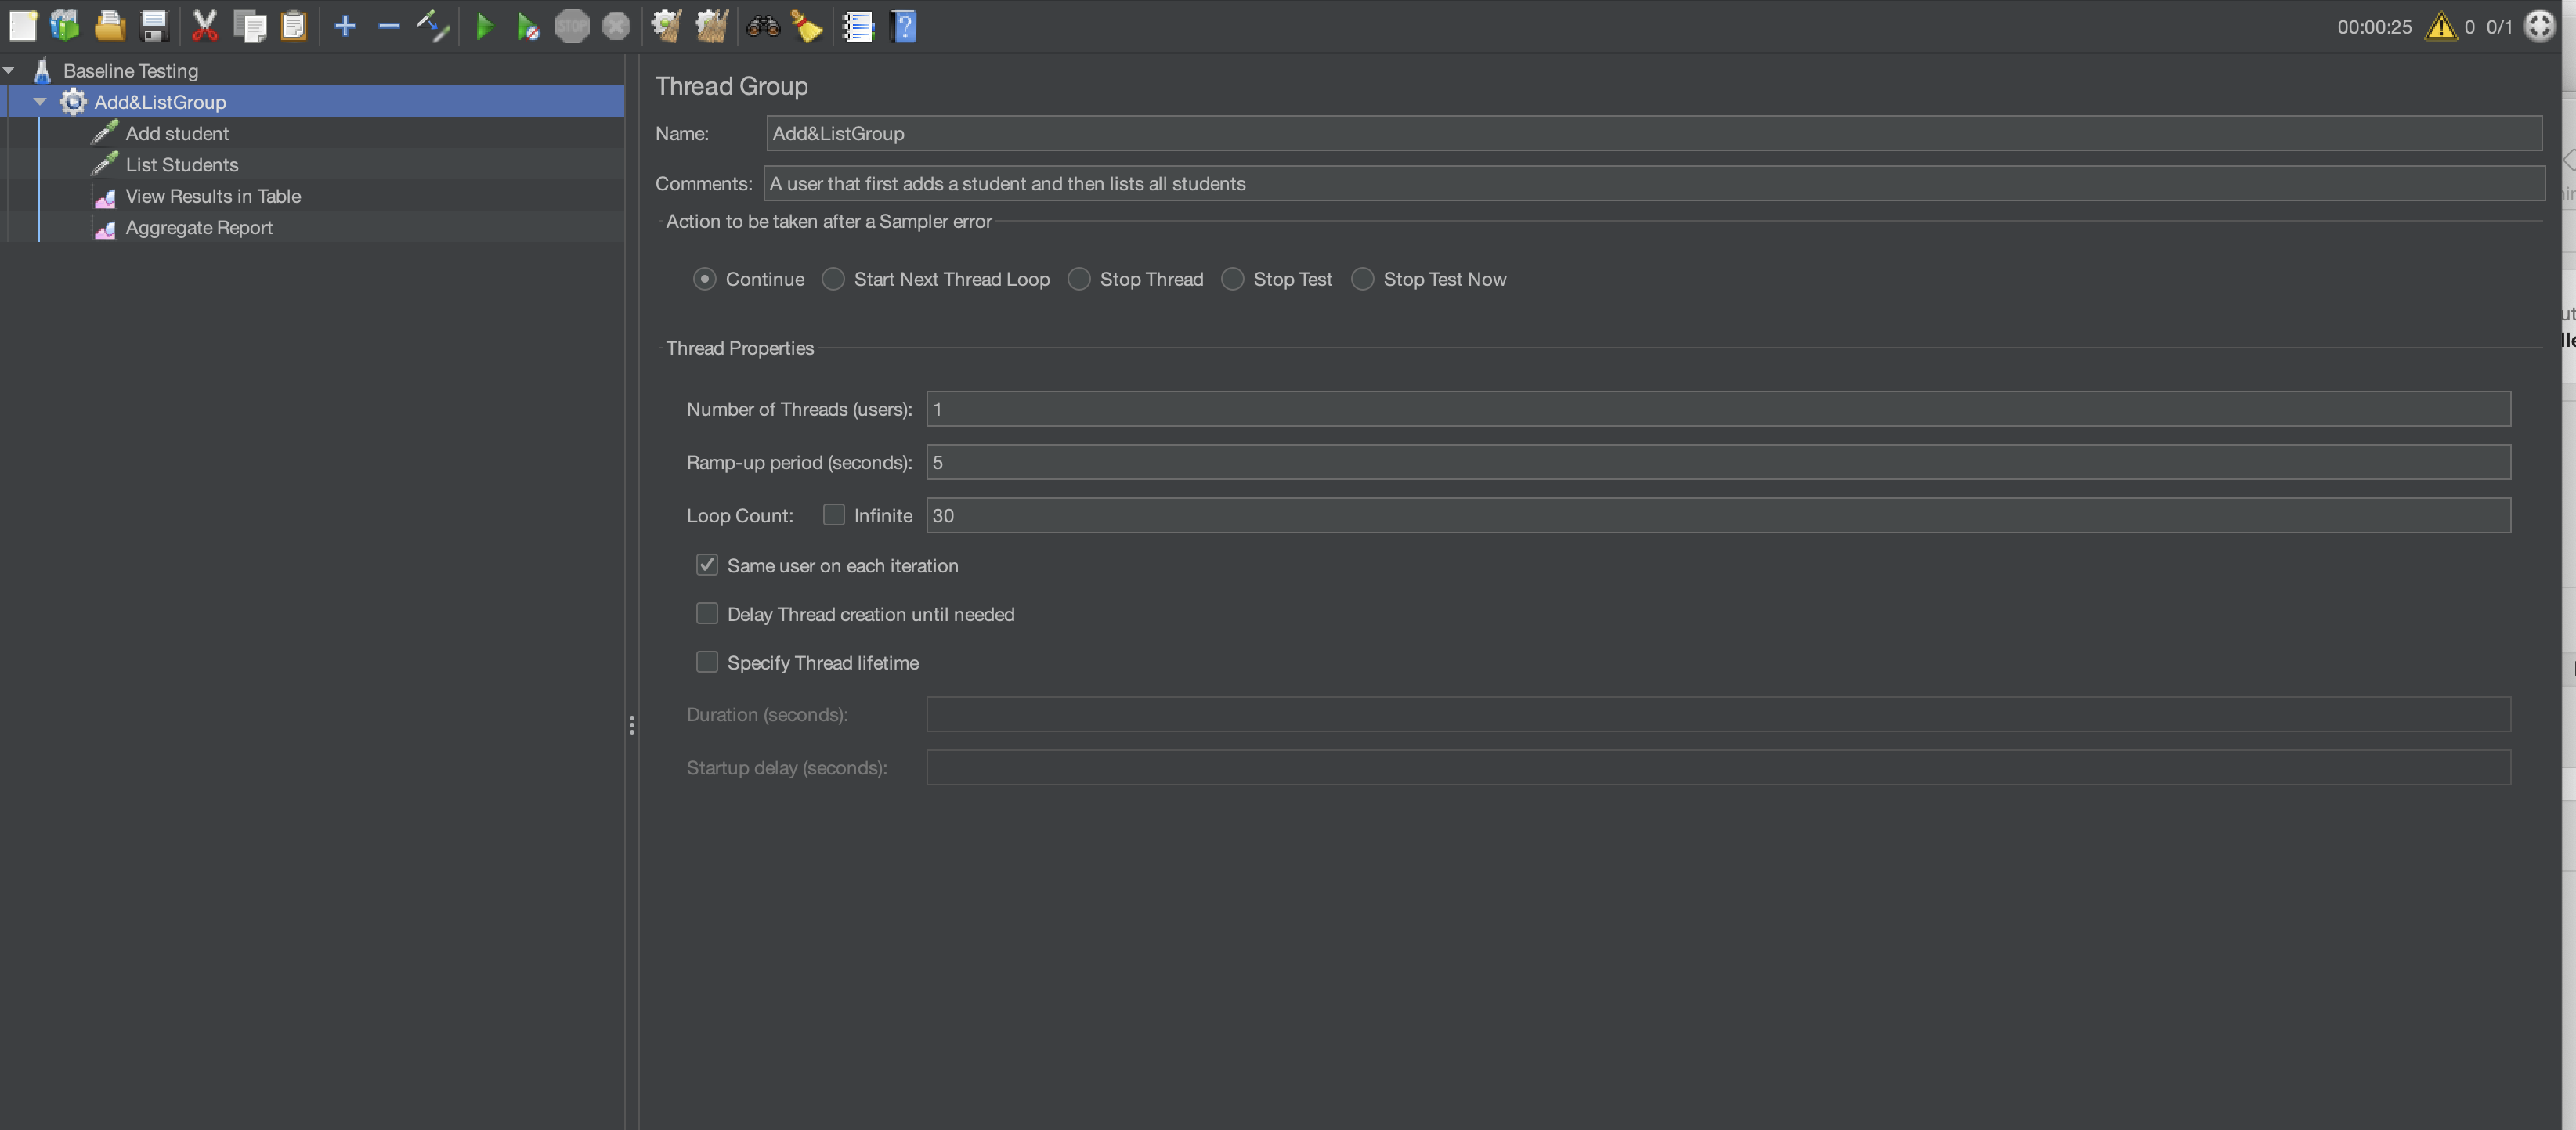 STOP
00:00:25 0 0/1
Baseline Testing
Add&ListGroup
Add student
List Students
View Results in Table
Aggregate Report
Thread Group
Name: Add&ListGroup
Comments: A user that first adds a student and then lists all students
Action to be taken after a Sampler error
Continue Start Next Thread Loop Stop Thread Stop Test Stop Test Now
Thread Properties
Number of Threads (users): 1
Ramp-up period (seconds): 5
Loop Count: Infinite 30
Same user on each iteration
Delay Thread creation until needed
Specify Thread lifetime
Duration (seconds):
Startup delay (seconds):